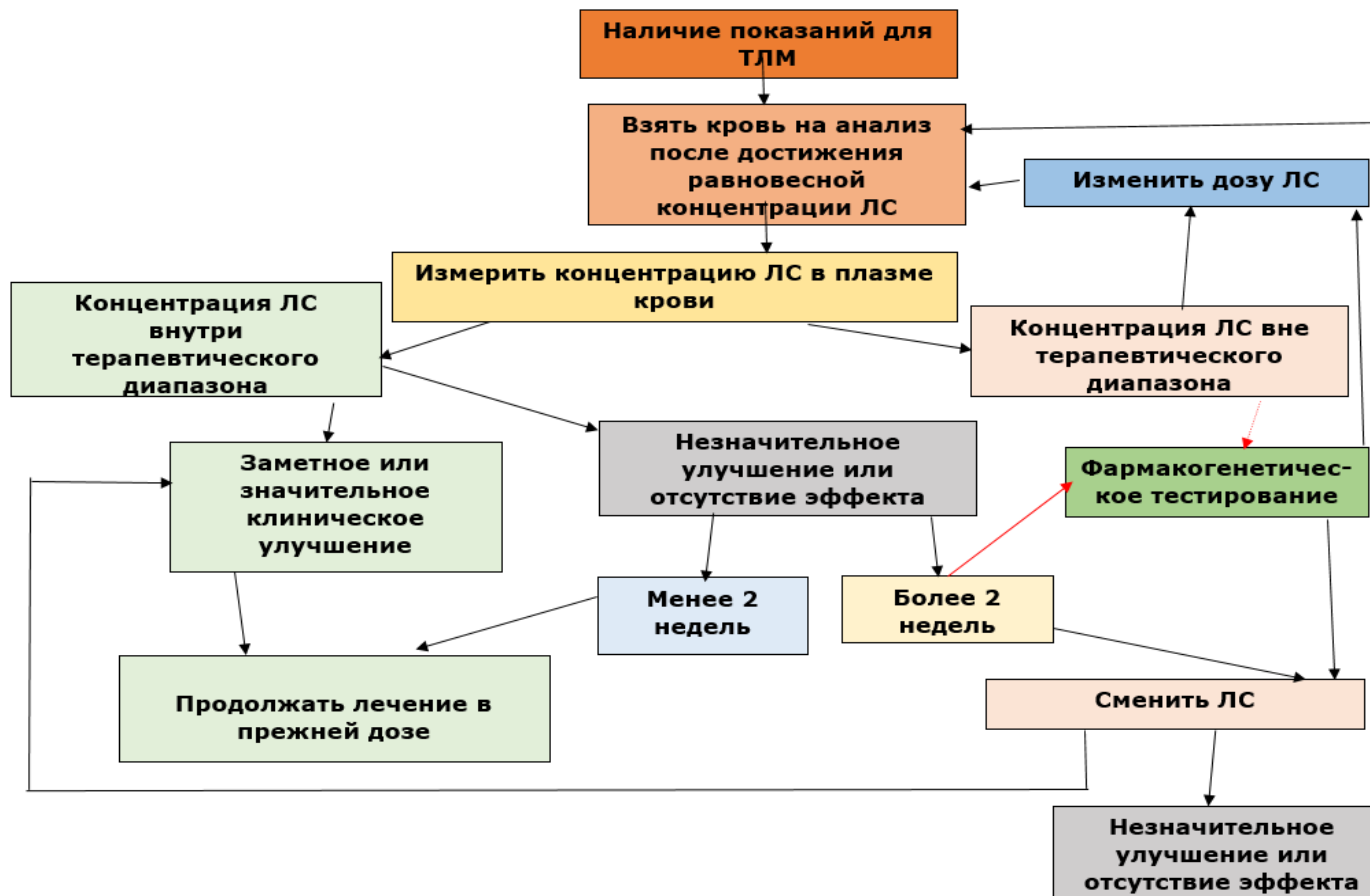 Наличие показаний для
ТЛМ
Взять кровь на анализ
после достижения
равновесной
концентрации ЛС
Изменить дозу ЛС
Измерить концентрацию ЛС в плазме
крови
Концентрация ЛС
внутри
терапевтического
диапазона
Концентрация ЛС вне
терапевтического
диапазона
Незначительное
улучшение или
отсутствие эффекта
Заметное или
значительное
клиническое
улучшение
Фармакогенетичес-
кое тестирование
Менее 2
недель
Более 2
недель
Продолжать лечение в
прежней дозе
Сменить ЛС
Незначительное
улучшение или
отсутствие эффекта